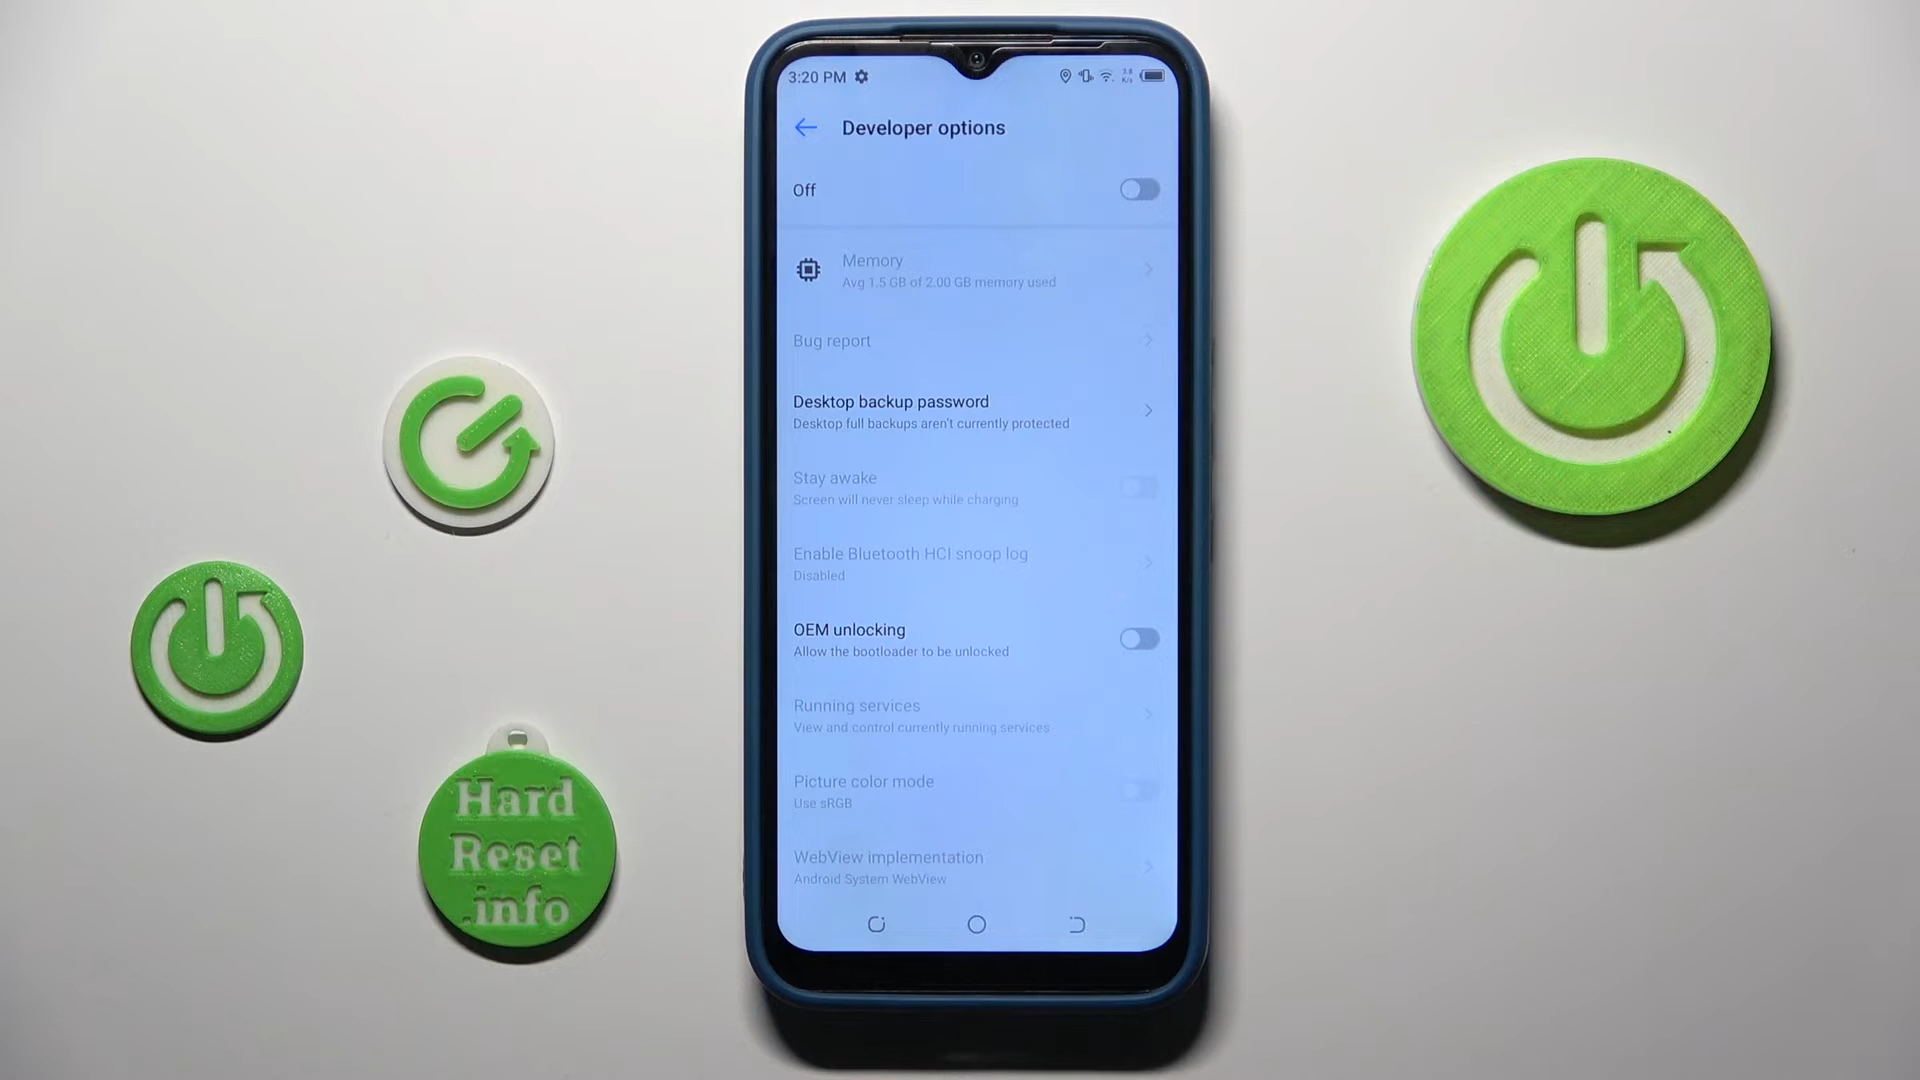 3:20 PM
3.8
K/s
Developer options
Off
Memory
Avg 1.5 GB of 2.00 GB memory used
Bug report
Desktop backup password
Desktop full backups aren't currently protected
Stay awake
Screen will never sleep while charging
Enable Bluetooth HCI snoop log
Disabled
OEM unlocking
Allow the bootloader to be unlocked
Running services
View and control currently running services
Picture color mode
Use sRGB
WebView implementation
Android System WebView
Hard
Reset
.info